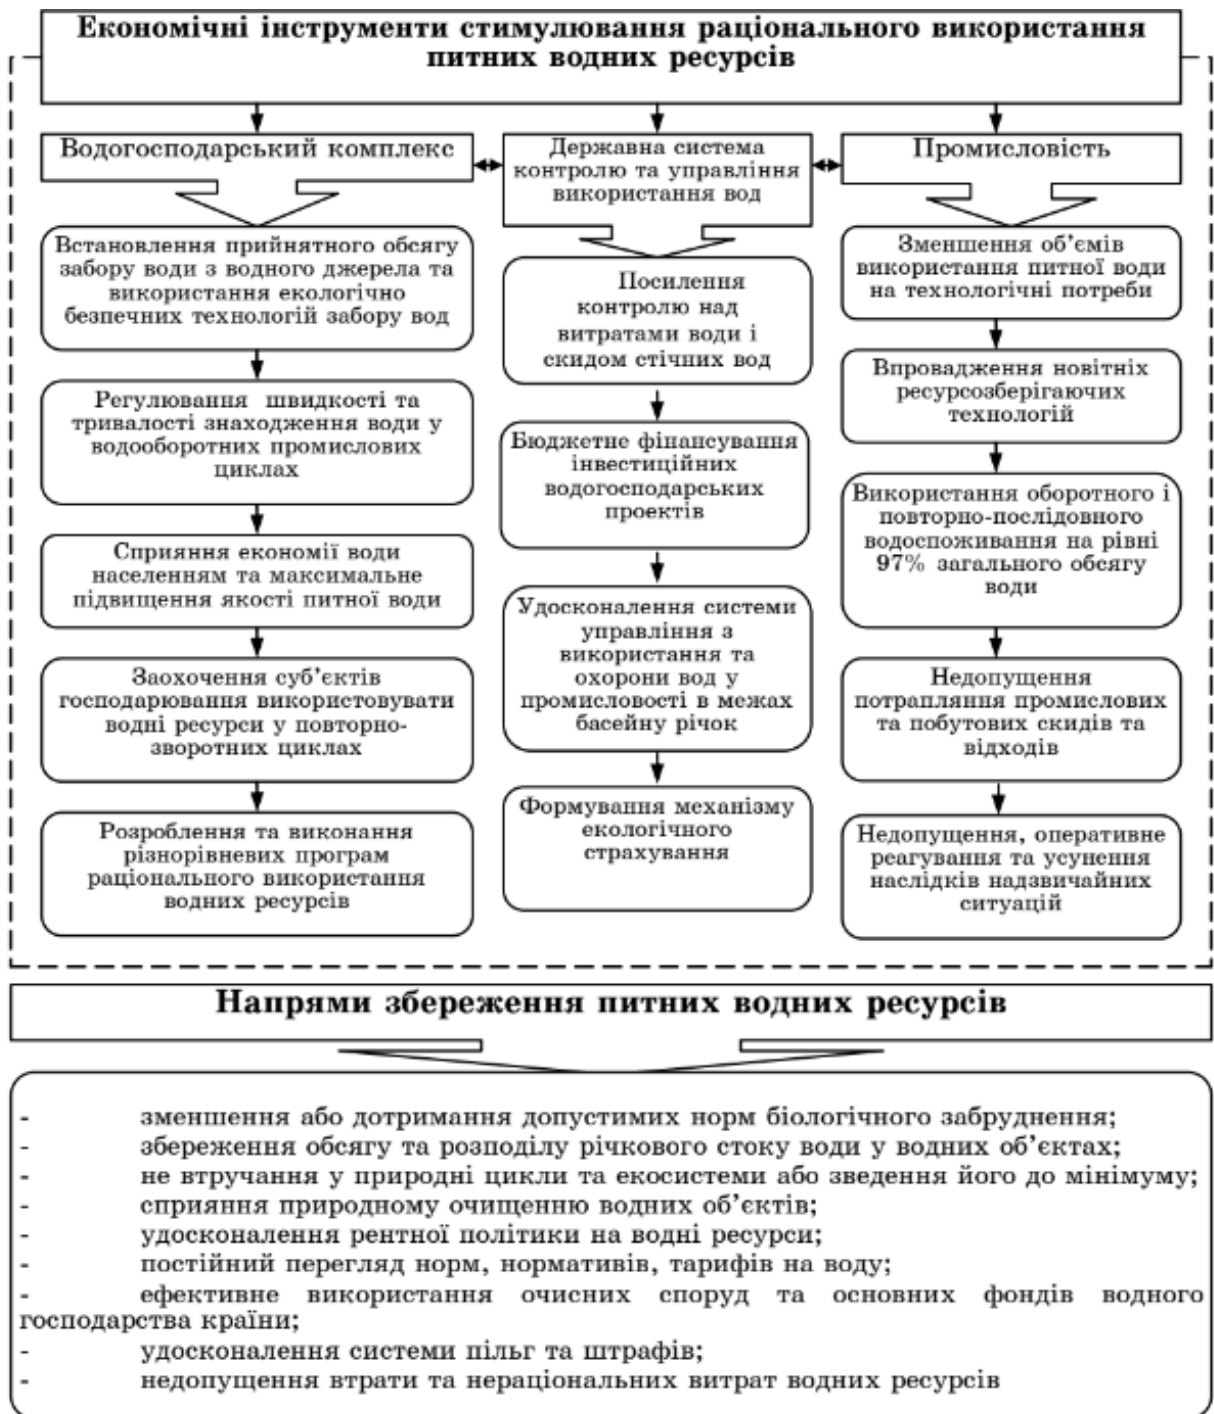 Економічні інструменти стимулювання раціонального використання
питних водних ресурсів
Водогосподарський комплекс
Встановлення прийнятного обсягу
забору води з водного джерела та
використання екологічно
безпечних технологій забору вод
Регулювання швидкості та
тривалості знаходження води у
водооборотних промислових
циклах
Сприяння економії води
населенням та максимальне
підвищення якості питної води
Заохочення суб’єктів
господарювання використовувати
водні ресурси у повторно-
зворотних циклах
Розроблення та виконання
різнорівневих програм
раціонального використання
водних ресурсів
Державна система
контролю та управління
використання вод
Посилення
контролю над
витратами води і
скидом стічних вод
Бюджетне фінансування
інвестиційних
водогосподарських
проектів
Удосконалення системи
управління з
використання та
охорони вод у
промисловості в межах
басейну річок
Формування механізму
екологічного
страхування
Промисловість
Зменшення об’ємів
використання питної води
на технологічні потреби
Впровадження новітніх
ресурсозберігаючих
технологій
Використання оборотного і
повторно-послідовного
водоспоживання на рівні
97% загального обсягу
води
Недопущення
потрапляння промислових
та побутових скидів та
відходів
Недопущення, оперативне
реагування та усунення
наслідків надзвичайних
ситуацій
Напрями збереження питних водних ресурсів
- зменшення або дотримання допустимих норм біологічного забруднення;
- збереження обсягу та розподілу річкового стоку води у водних об’єктах;
- не втручання у природні цикли та екосистеми або зведення його до мінімуму;
- сприяння природному очищенню водних об’єктів;
- удосконалення рентної політики на водні ресурси;
- постійний перегляд норм, нормативів, тарифів на воду;
- ефективне використання очисних споруд та основних фондів водного
господарства країни;
- удосконалення системи пільг та штрафів;
- недопущення втрати та нераціональних витрат водних ресурсів